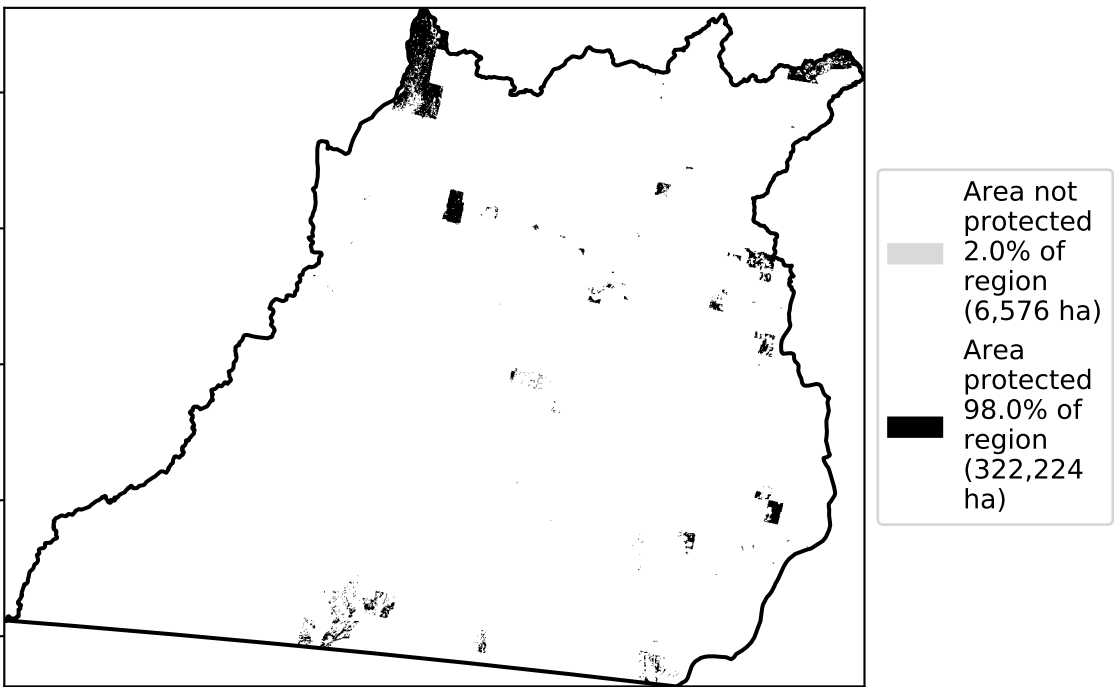 Area not
protected
2.0% of
region
(6,576 ha)
Area
protected
98.0% of
region
(322,224
ha)